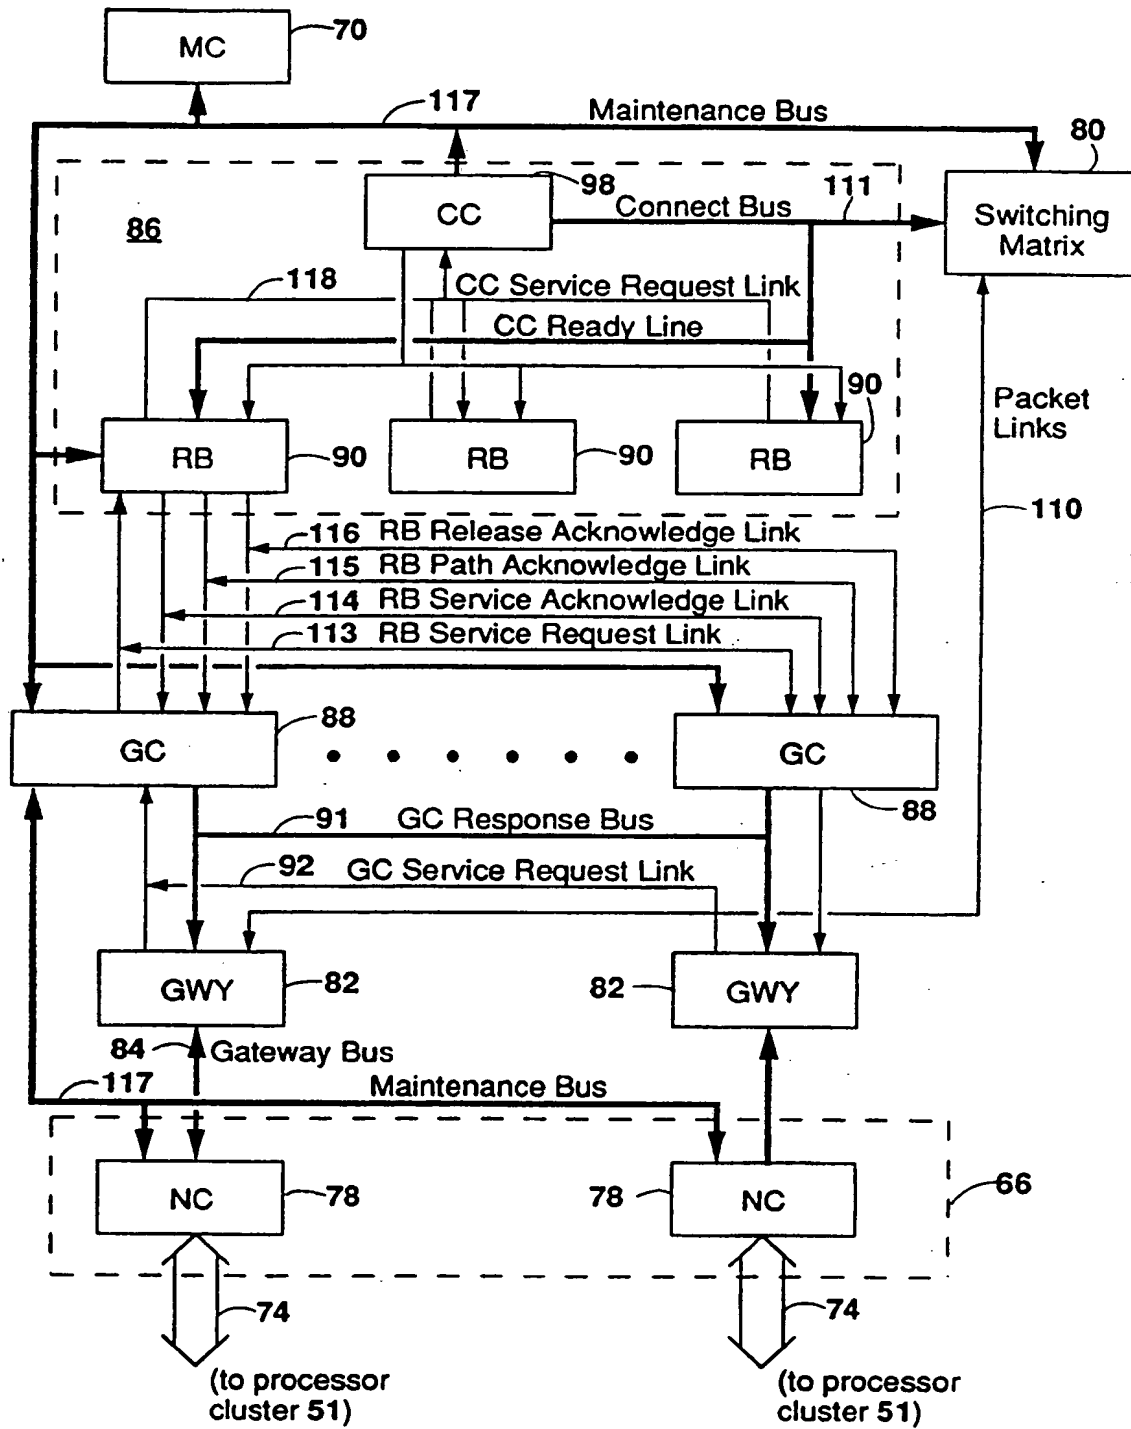 MC
70
117
Maintenance Bus
80
98
111
CC
Connect Bus
Switching
Matrix
86
118
CC Service Request Link
CC Ready Line
90
Packet
Links
RB
90
RB
90
RB
110
116 RB Release Acknowledge Link
115 RB Path Acknowledge Link
114 RB Service Acknowledge Link
113 RB Service Request Link
88
GC
GC
88
91
GC Response Bus
92
GC Service Request Link
GWY
82
82
GWY
84
Gateway Bus
117
Maintenance Bus
NC
78
78
NC
66
74
74
(to processor
cluster 51)
(to processor
cluster 51)